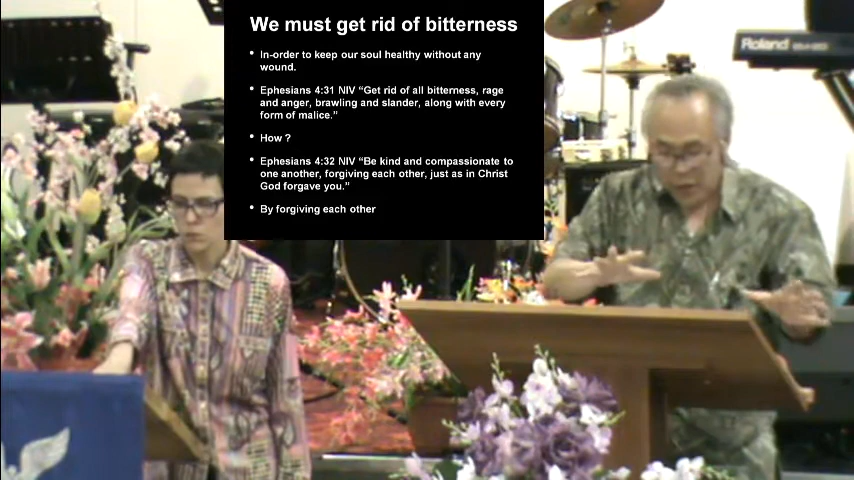 We must get rid of bitterness
• In-order to keep our soul healthy without any
wound.
• Ephesians 4:31 NIV “Get rid of all bitterness, rage
and anger, brawling and slander, along with every
form of malice.”
• How ?
• Ephesians 4:32 NIV “Be kind and compassionate to
one another, forgiving each other, just as in Christ
God forgave you.”
• By forgiving each other
Roland